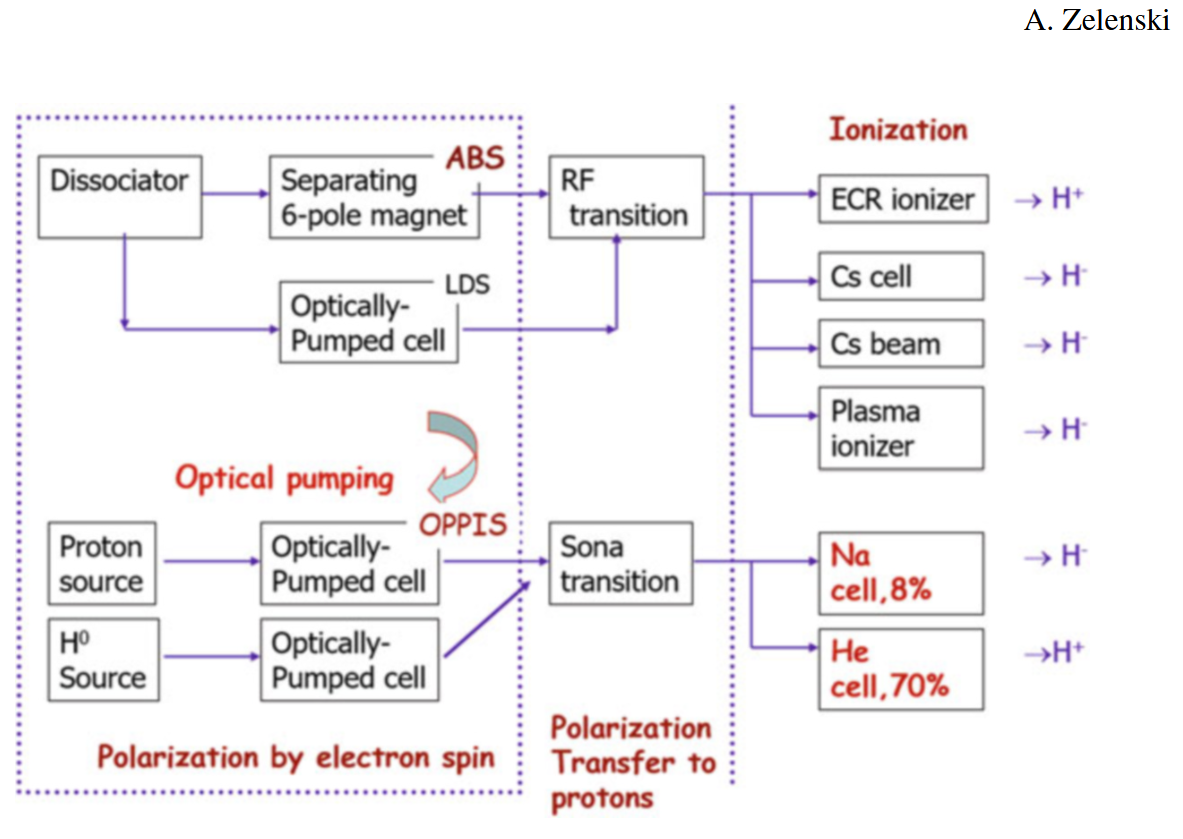 A. Zelenski
Ionization
Dissociator
Separating
6-pole magnet
ABS
RF
transition
ECR ionizer
→ H⁺
Cs cell
→ H⁻
Optically-
Pumped cell
LDS
Cs beam
→ H⁻
Plasma
ionizer
→ H⁻
Optical pumping
OPPIS
Proton
source
Optically-
Pumped cell
Sona
transition
Na
cell,8%
→ H⁻
H⁰
Source
Optically-
Pumped cell
He
cell,70%
→H⁺
Polarization by electron spin
Polarization
Transfer to
protons